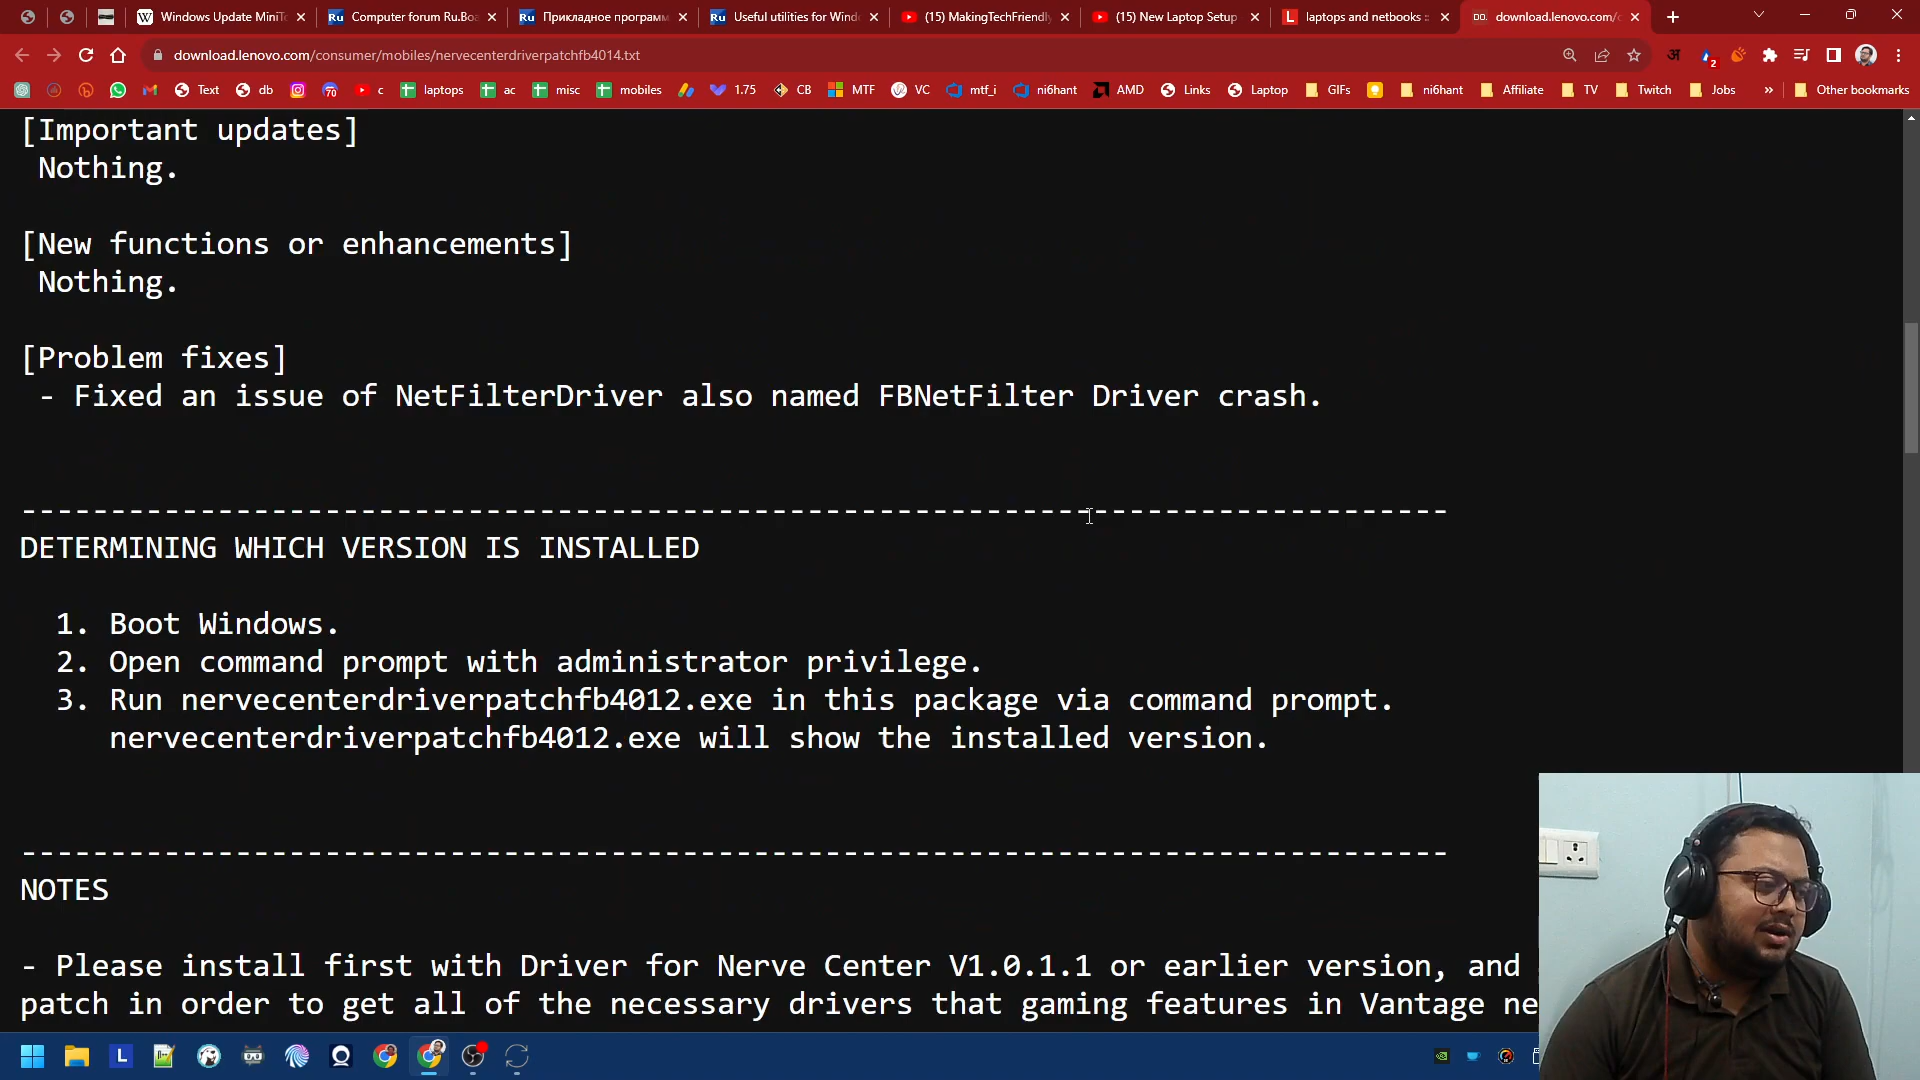 Windows Update MiniTo
Computer forum Ru.Boa
Прикладное программ
Useful utilities for Wind
(15) MakingTechFriendly
(15) New Laptop Setup
laptops and netbooks ::
download.lenovo.com/c
download.lenovo.com/consumer/mobiles/nervecenterdriverpatchfb4014.txt
Text db 70 c laptops ac misc mobiles 1.75 CB MTF VC mtf_i ni6hant AMD Links Laptop GIFs ni6hant Affiliate TV Twitch Jobs » Other bookmarks
[Important updates]
Nothing.
[New functions or enhancements]
Nothing.
[Problem fixes]
- Fixed an issue of NetFilterDriver also named FBNetFilter Driver crash.
--------------------------------------------------------------------------------
DETERMINING WHICH VERSION IS INSTALLED
1. Boot Windows.
2. Open command prompt with administrator privilege.
3. Run nervecenterdriverpatchfb4012.exe in this package via command prompt.
nervecenterdriverpatchfb4012.exe will show the installed version.
--------------------------------------------------------------------------------
NOTES
- Please install first with Driver for Nerve Center V1.0.1.1 or earlier version, and
patch in order to get all of the necessary drivers that gaming features in Vantage ne